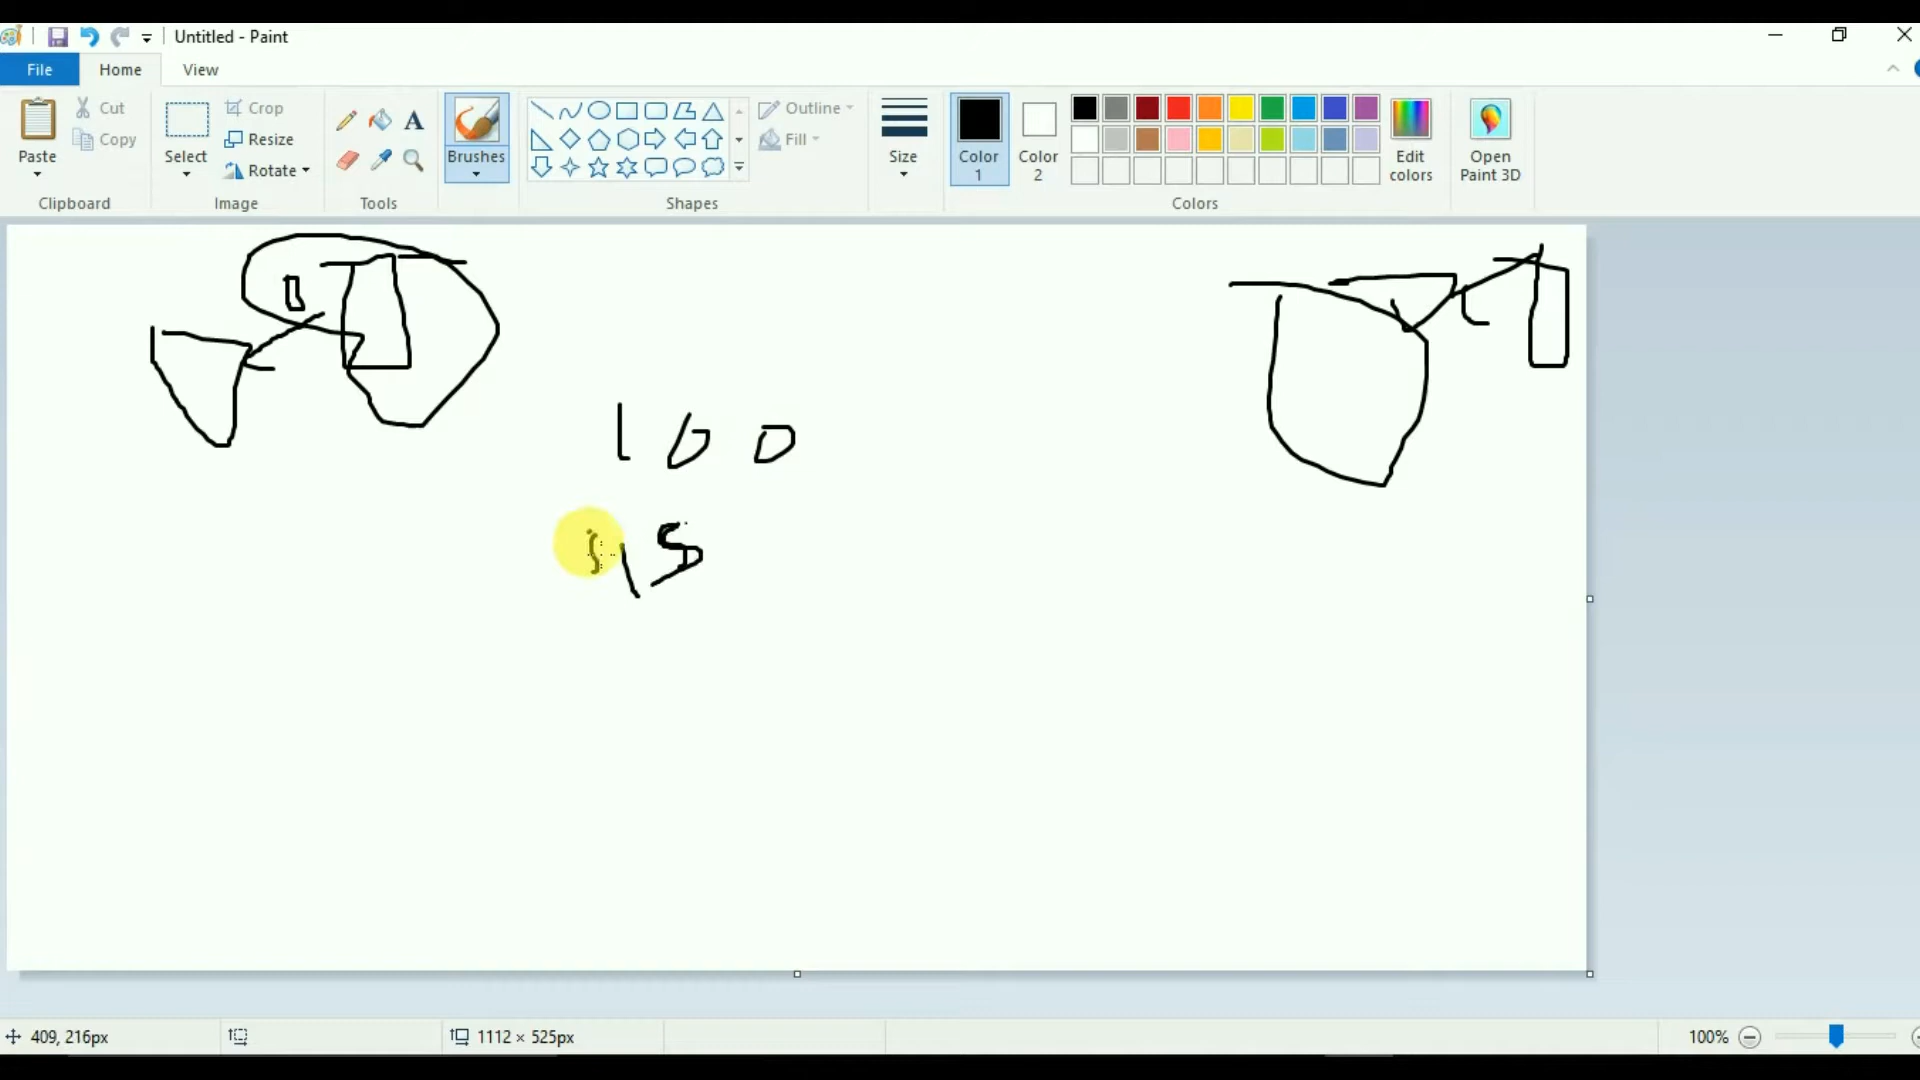 Untitled - Paint
File Home View
Paste
Cut
Copy
Clipboard
Select
Crop
Resize
Rotate
Image
A
Tools
Brushes
Shapes
Outline
Fill
Size
Color 1
Color 2
Colors
Edit colors
Open Paint 3D
100
409, 216px
1112 × 525px
100%